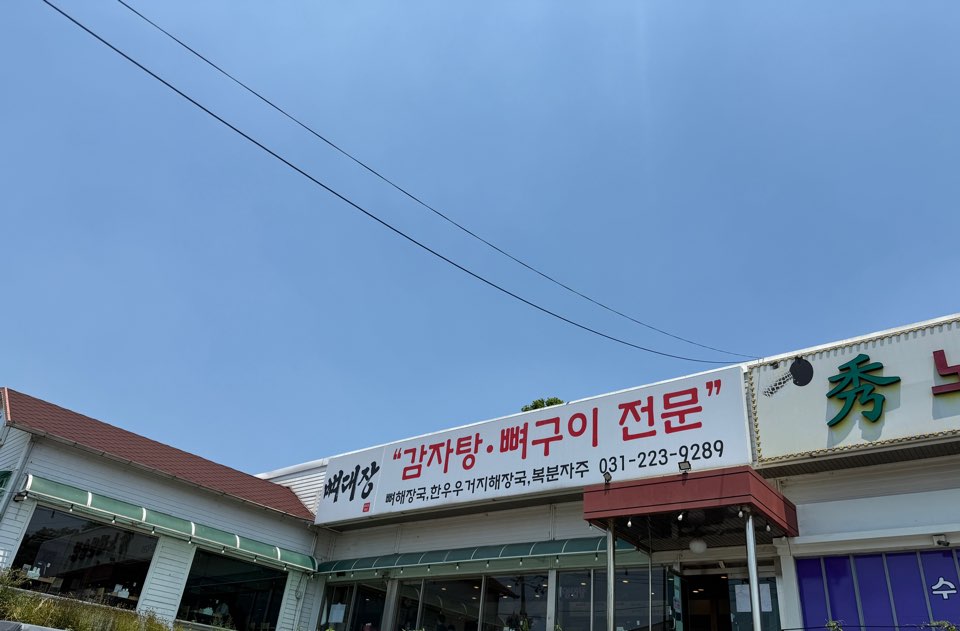 뼈대장
“감자탕·뼈구이 전문”
뼈해장국,한우우거지해장국,복분자주 031-223-9289
秀 노
수